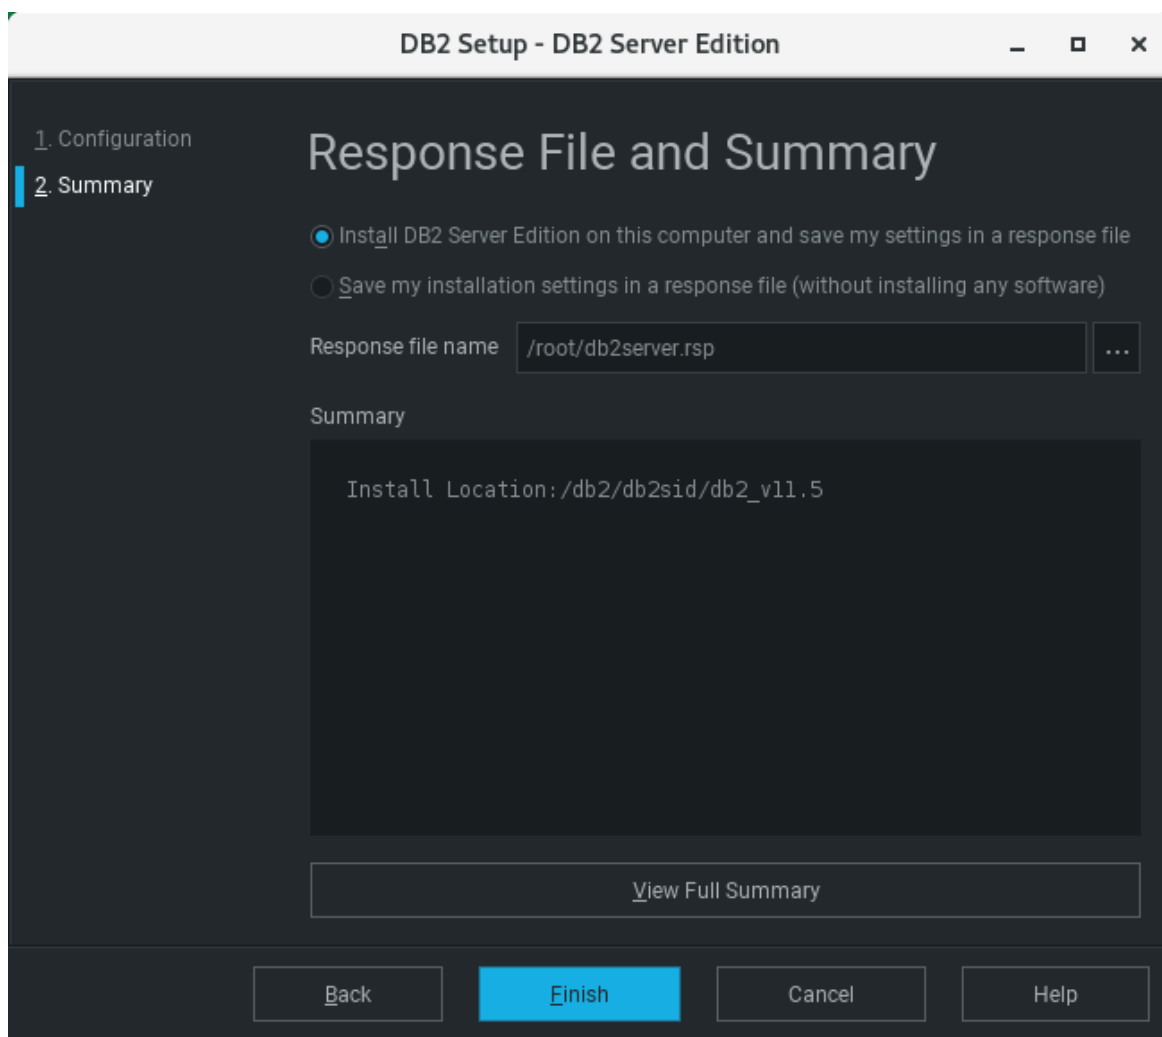 DB2 Setup - DB2 Server Edition
1. Configuration
2. Summary
Response File and Summary
Install DB2 Server Edition on this computer and save my settings in a response file
Save my installation settings in a response file (without installing any software)
Response file name /root/db2server.rsp ...
Summary
Install Location:/db2/db2sid/db2_v11.5
View Full Summary
Back Finish Cancel Help